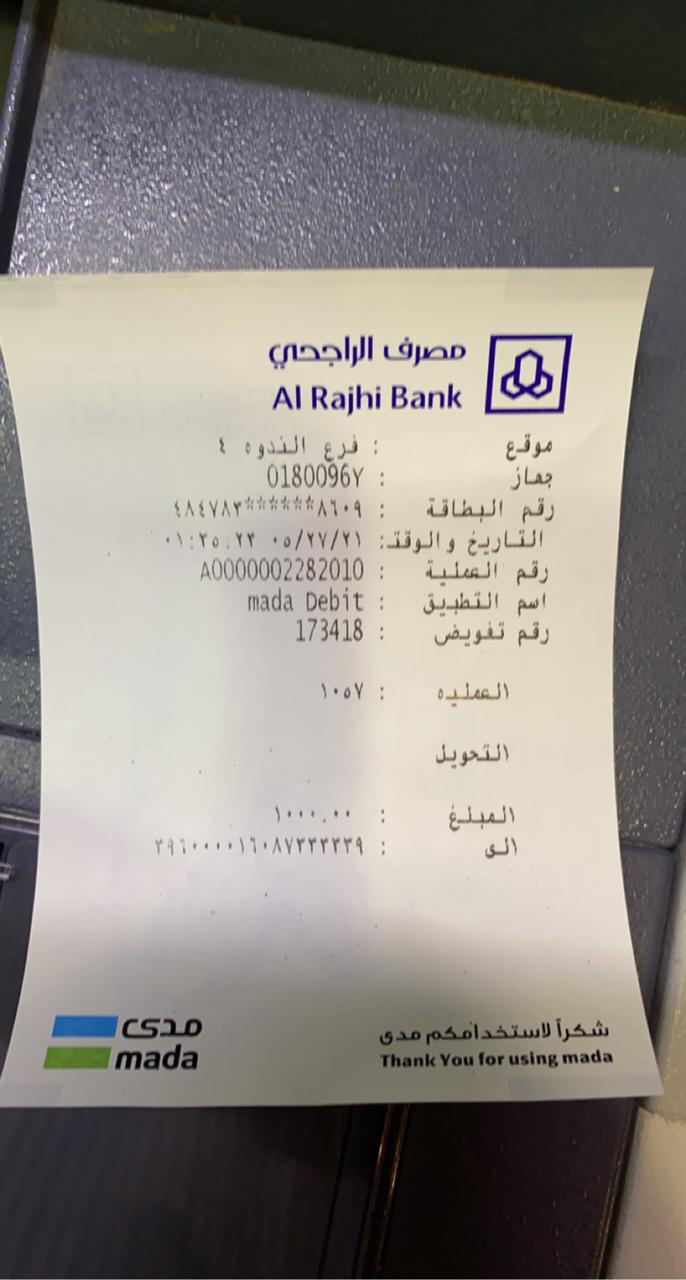 مصرف الراجحي
Al Rajhi Bank
موقع : فرع الندوه ٤
جهاز : 0180096Y
رقم البطاقة : ٤٨٤٧٨٣******٨٦٠٩
التاريخ والوقت: ٠٥/٢٧/٢١ ٠١:٣٥:٢٣
رقم العملية : A0000002282010
اسم التطبيق : mada Debit
رقم تفويض : 173418
العمليه : ١٠٥٧
التحويل
المبلغ : ١٠٠٠.٠٠
الى : ٢٩٦٠٠٠٠١٦٠٨٧٣٣٣٣٣٩
شكراً لاستخدامكم مدى
Thank You for using mada
مدى
mada